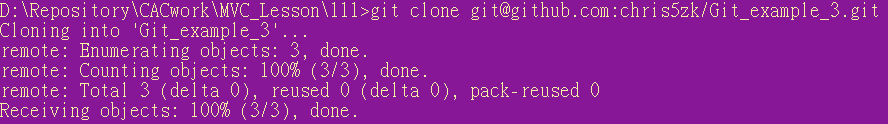 D:\Repository\CACwork\MVC_Lesson\lll>git clone git@github.com:chris5zk/Git_example_3.git
Cloning into 'Git_example_3'...
remote: Enumerating objects: 3, done.
remote: Counting objects: 100% (3/3), done.
remote: Total 3 (delta 0), reused 0 (delta 0), pack-reused 0
Receiving objects: 100% (3/3), done.